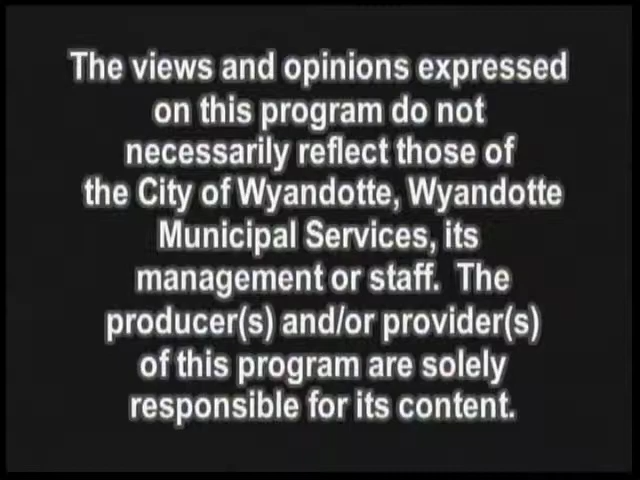 The views and opinions expressed
on this program do not
necessarily reflect those of
the City of Wyandotte, Wyandotte
Municipal Services, its
management or staff.  The
producer(s) and/or provider(s)
of this program are solely
responsible for its content.